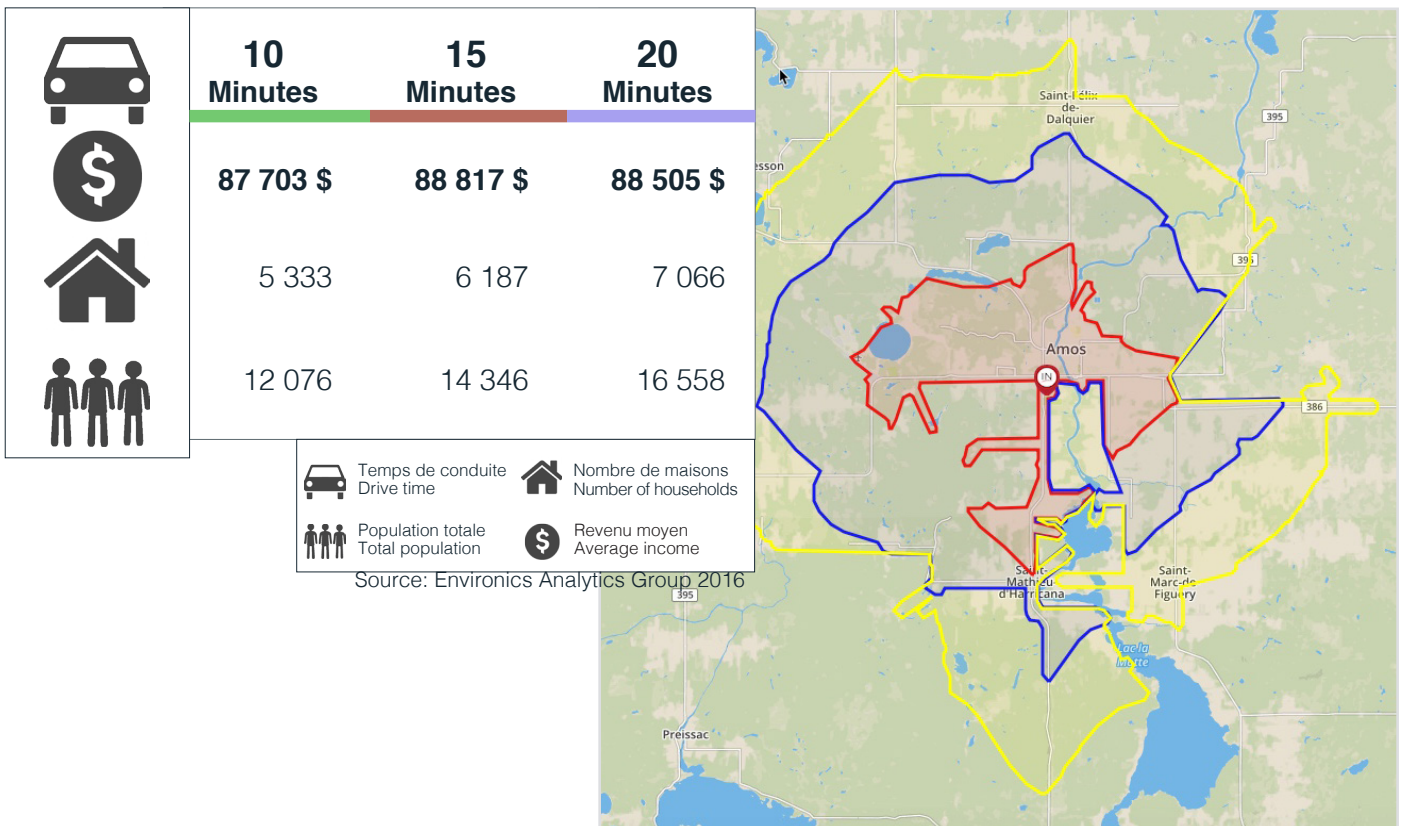 10
Minutes
15
Minutes
20
Minutes
87 703 $
88 817 $
88 505 $
5 333
6 187
7 066
12 076
14 346
16 558
Temps de conduite
Drive time
Nombre de maisons
Number of households
Population totale
Total population
$
Revenu moyen
Average income
Source: Environics Analytics Group 2016
$
Saint-Félix
-de-
Dalquier
395
esson
395
Amos
IN
386
Saint-
Mathieu-
d'Harricana
Saint-
Marc-de-
Figuery
395
Lac la
Motte
Preissac